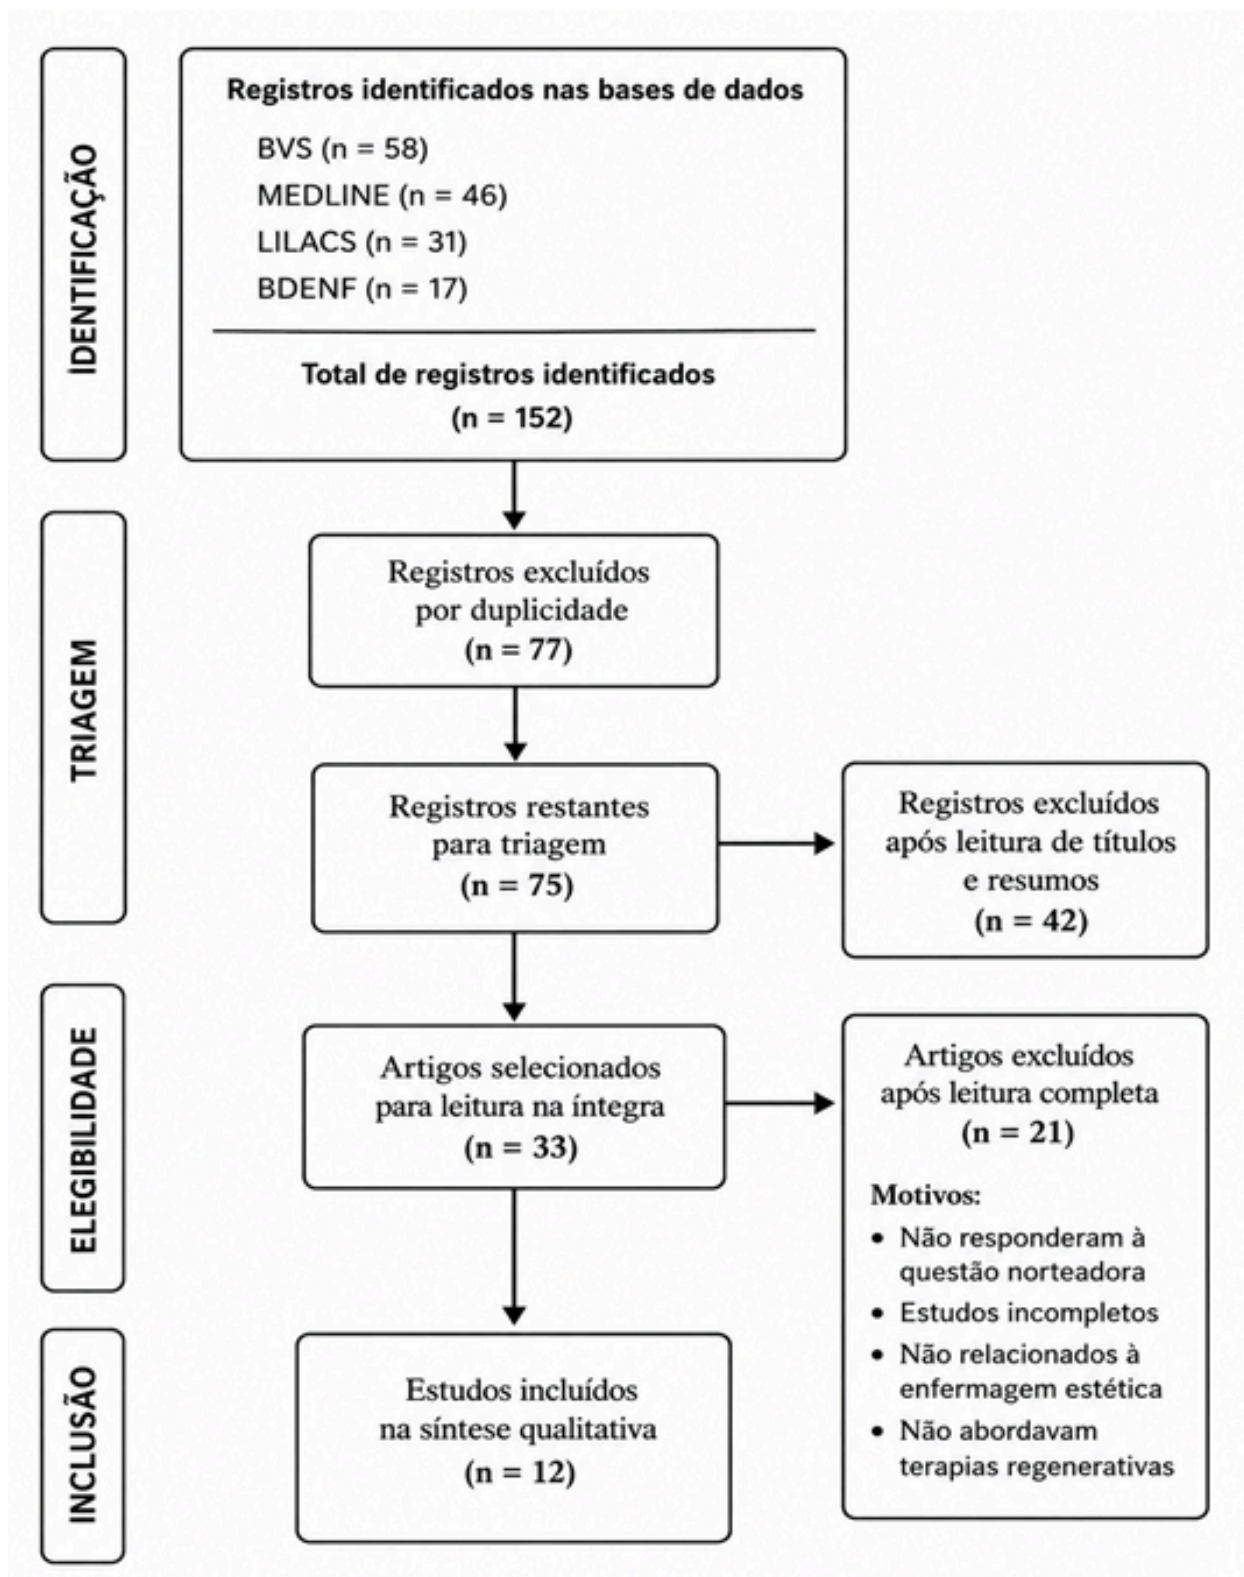 IDENTIFICAÇÃO
Registros identificados nas bases de dados
BVS (n = 58)
MEDLINE (n = 46)
LILACS (n = 31)
BDENF (n = 17)
Total de registros identificados
(n = 152)
TRIAGEM
Registros excluídos
por duplicidade
(n = 77)
Registros restantes
para triagem
(n = 75)
Registros excluídos
após leitura de títulos
e resumos
(n = 42)
ELEGIBILIDADE
Artigos selecionados
para leitura na íntegra
(n = 33)
Artigos excluídos
após leitura completa
(n = 21)
Motivos:
• Não responderam à
questão norteadora
• Estudos incompletos
• Não relacionados à
enfermagem estética
• Não abordavam
terapias regenerativas
INCLUSÃO
Estudos incluídos
na síntese qualitativa
(n = 12)